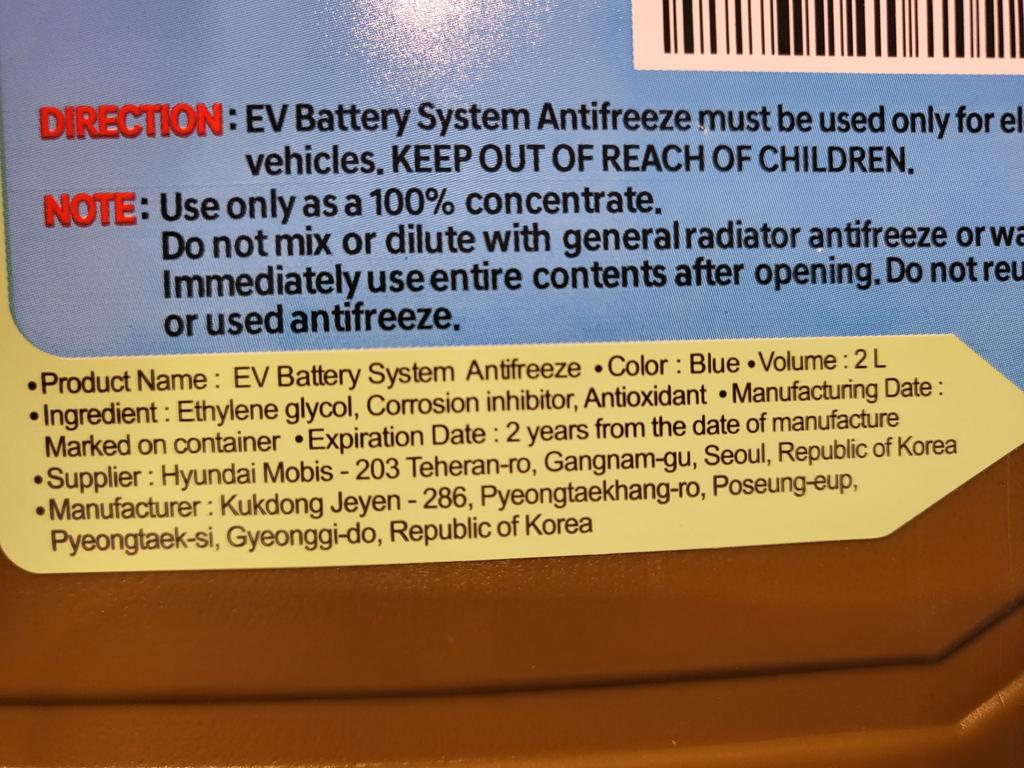 DIRECTION : EV Battery System Antifreeze must be used only for el
vehicles. KEEP OUT OF REACH OF CHILDREN.
NOTE : Use only as a 100% concentrate.
Do not mix or dilute with general radiator antifreeze or wa
Immediately use entire contents after opening. Do not reu
or used antifreeze.
•Product Name : EV Battery System Antifreeze •Color : Blue •Volume : 2 L
•Ingredient : Ethylene glycol, Corrosion inhibitor, Antioxidant •Manufacturing Date :
Marked on container •Expiration Date : 2 years from the date of manufacture
•Supplier : Hyundai Mobis - 203 Teheran-ro, Gangnam-gu, Seoul, Republic of Korea
•Manufacturer : Kukdong Jeyen - 286, Pyeongtaekhang-ro, Poseung-eup,
Pyeongtaek-si, Gyeonggi-do, Republic of Korea